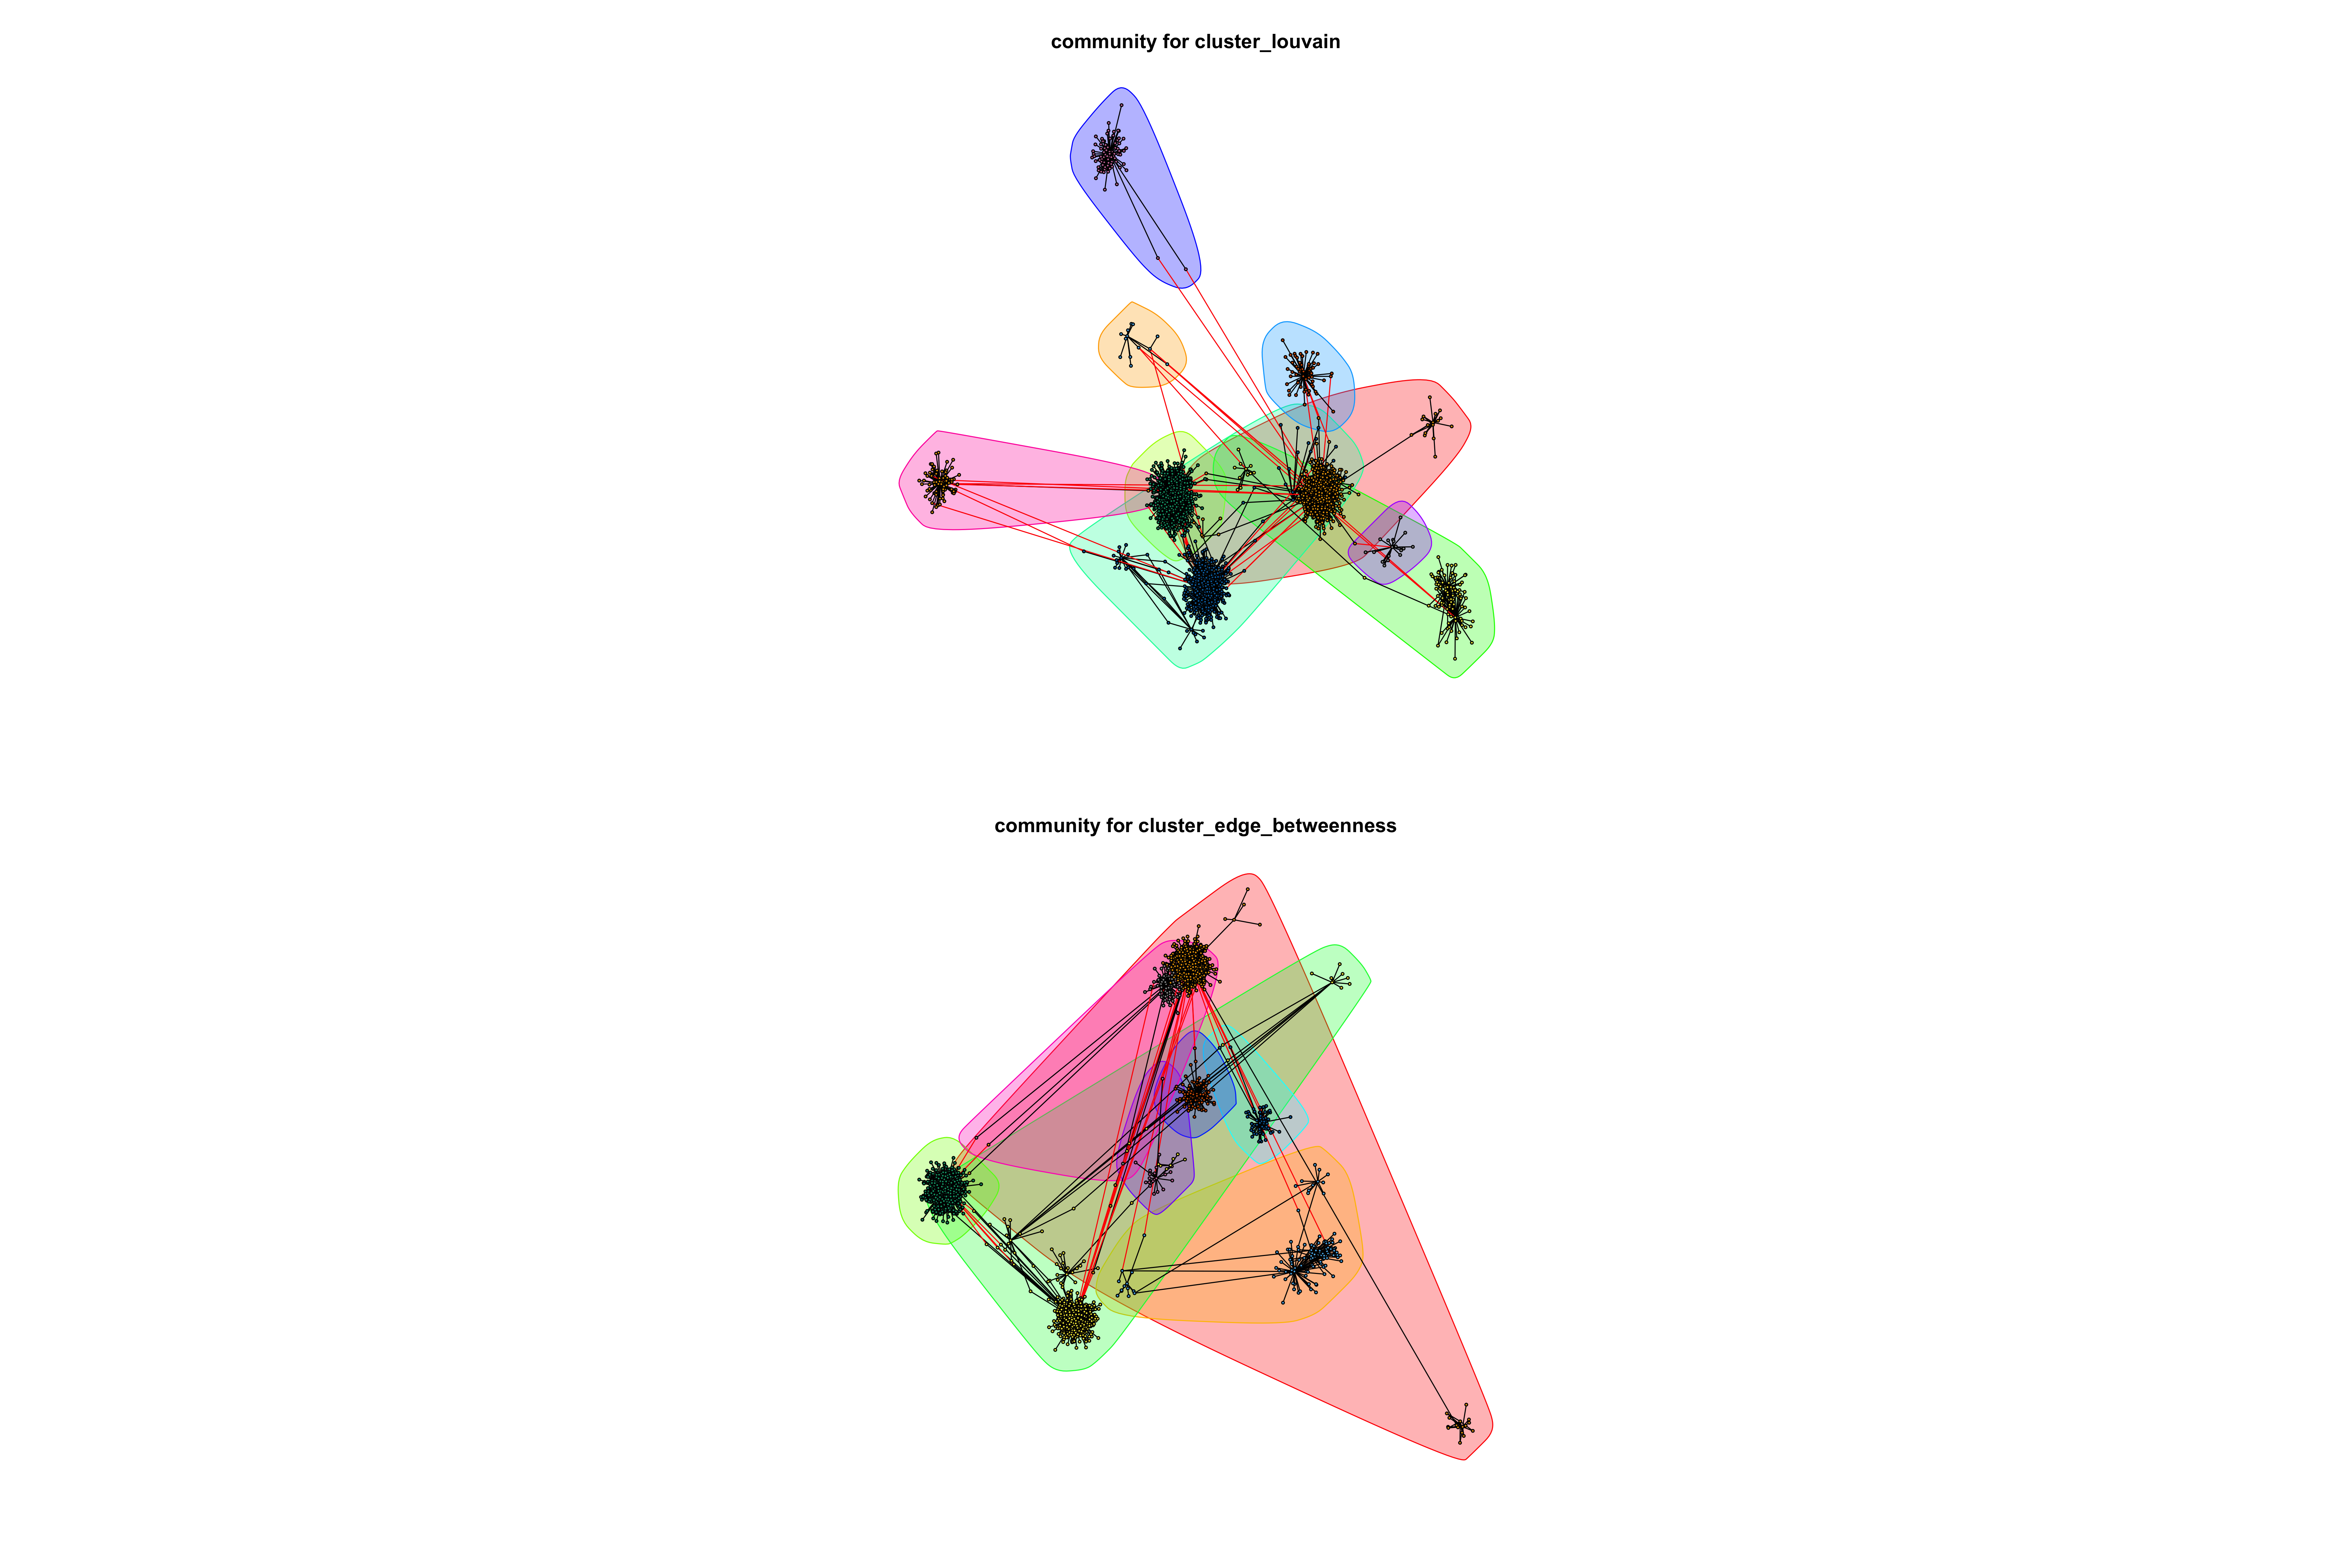 community for cluster_louvain
community for cluster_edge_betweenness